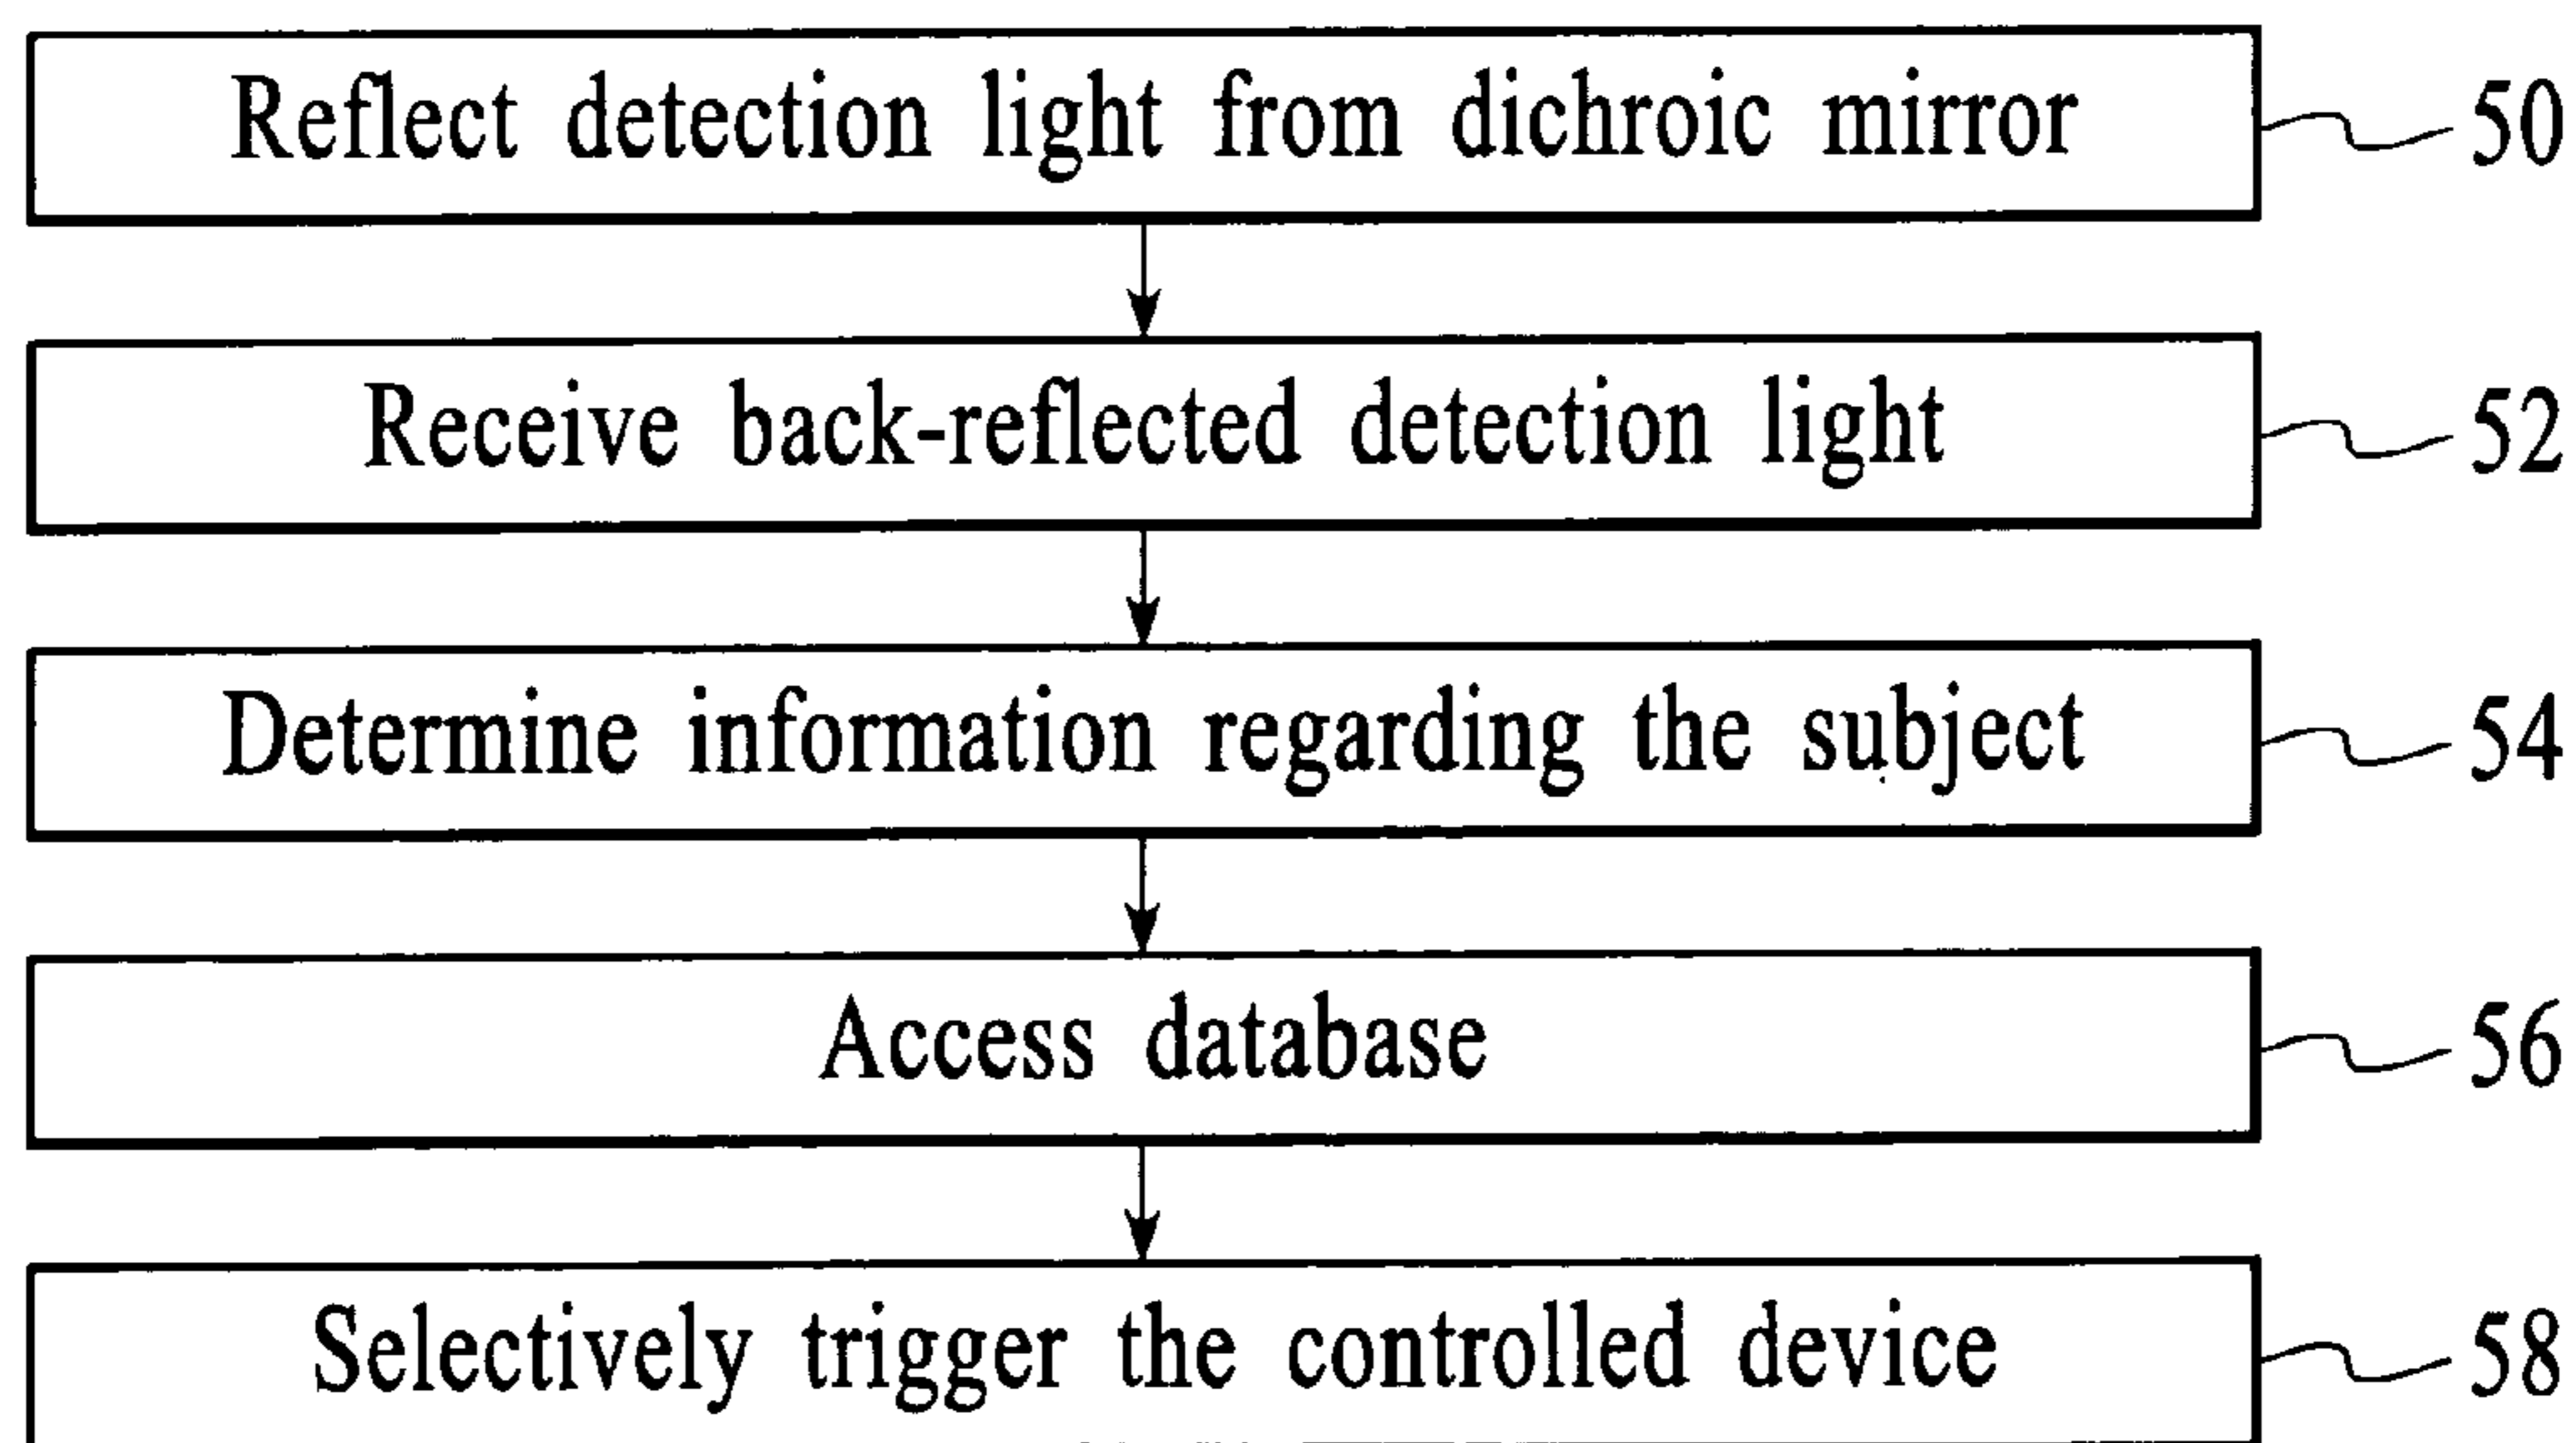 Reflect detection light from dichroic mirror 50
Receive back-reflected detection light 52
Determine information regarding the subject 54
Access database 56
Selectively trigger the controlled device 58